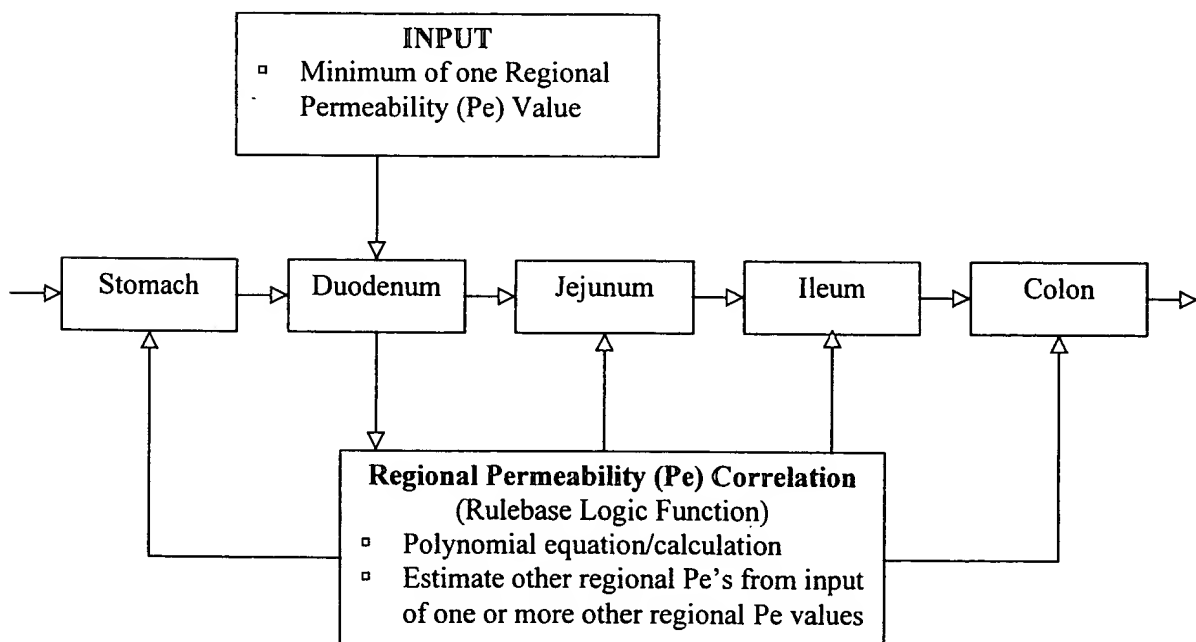 INPUT
▫ Minimum of one Regional
Permeability (Pe) Value
Stomach
Duodenum
Jejunum
Ileum
Colon
Regional Permeability (Pe) Correlation
(Rulebase Logic Function)
▫ Polynomial equation/calculation
▫ Estimate other regional Pe's from input
of one or more other regional Pe values